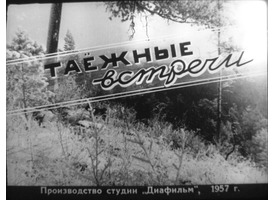 ТАЁЖНЫЕ
встречи
Производство студии „Диафильм", 1957 г.